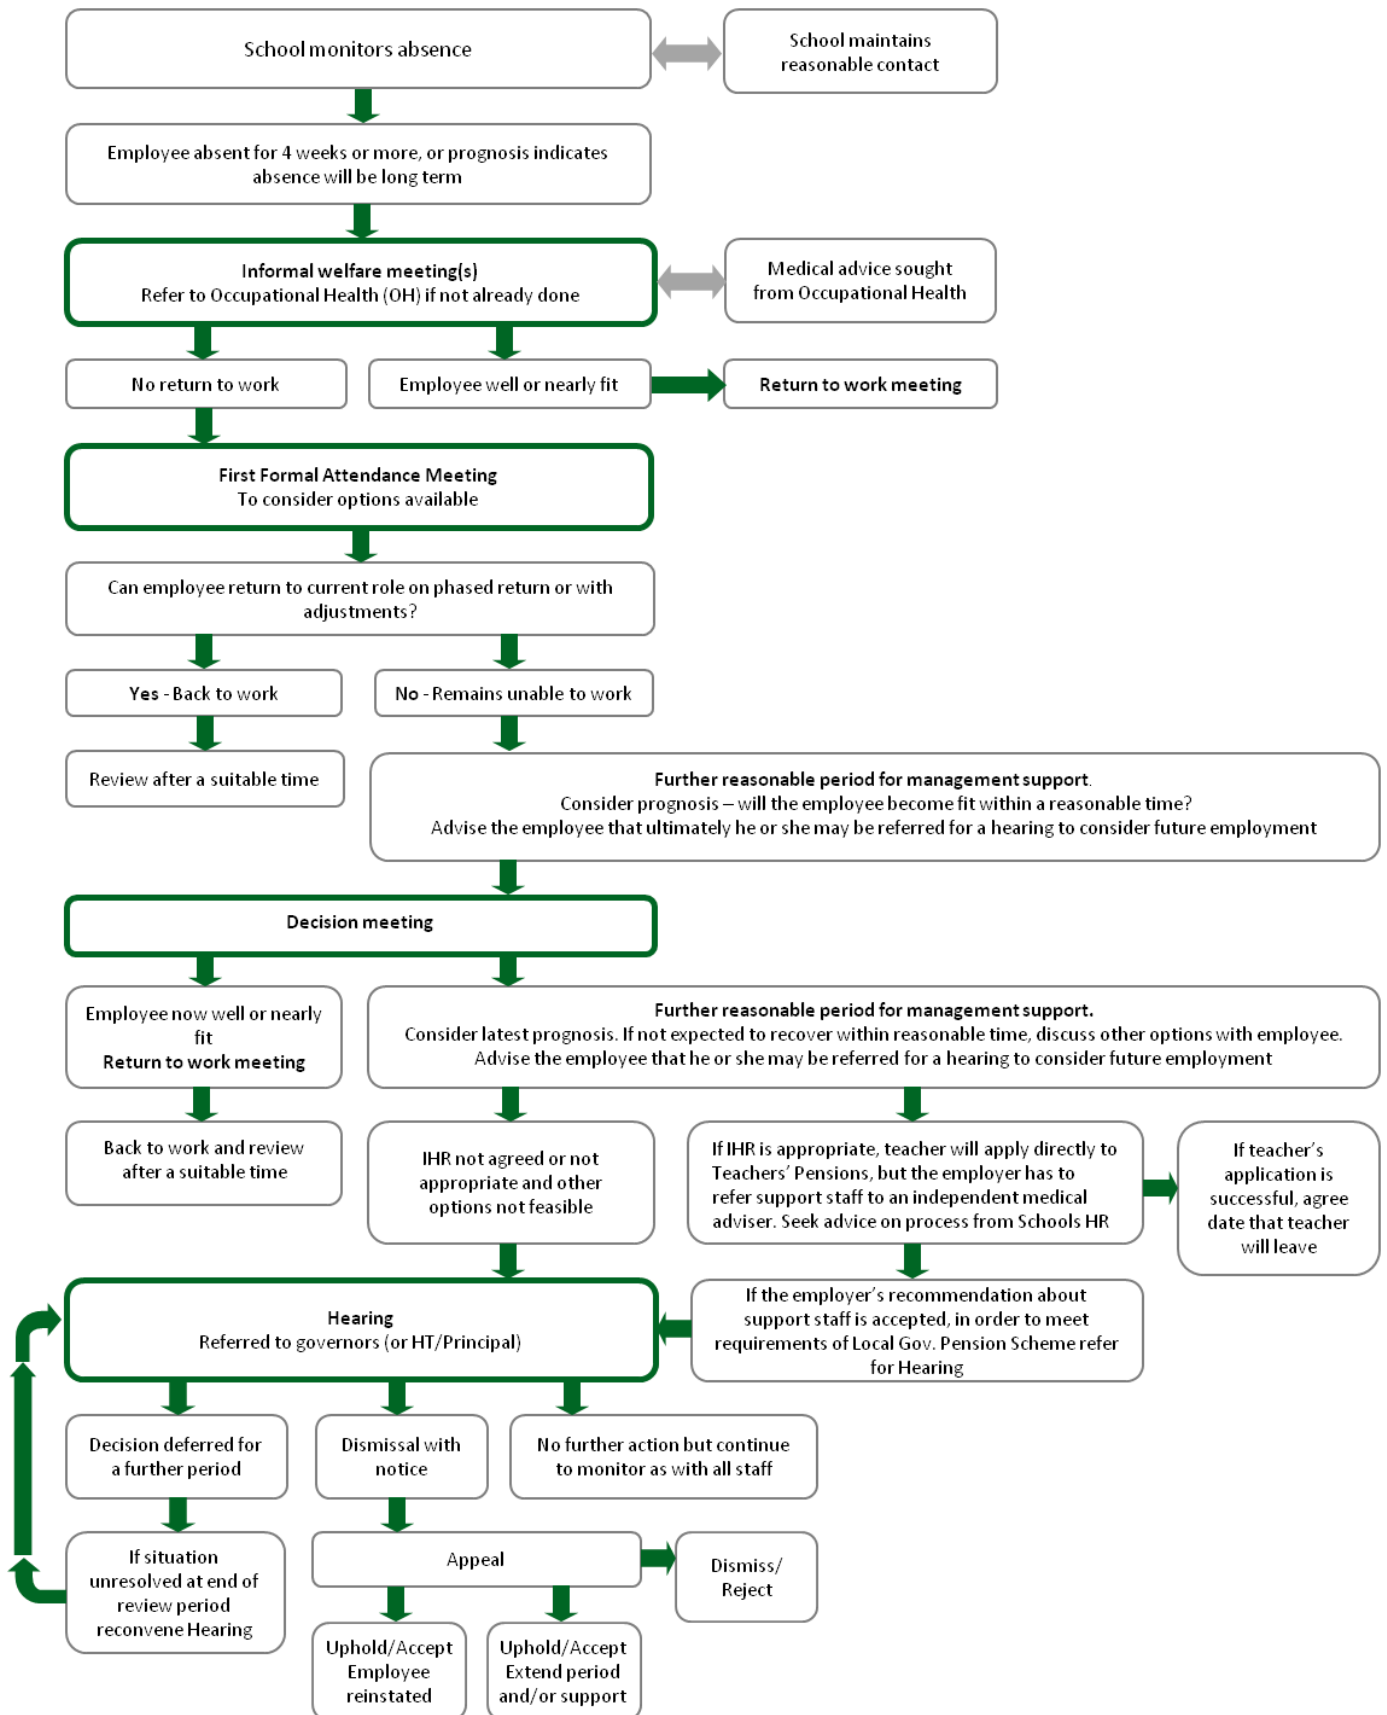 School monitors absence
School maintains
reasonable contact
Employee absent for 4 weeks or more, or prognosis indicates
absence will be long term
Informal welfare meeting(s)
Refer to Occupational Health (OH) if not already done
Medical advice sought
from Occupational Health
No return to work
Employee well or nearly fit
Return to work meeting
First Formal Attendance Meeting
To consider options available
Can employee return to current role on phased return or with
adjustments?
Yes - Back to work
No - Remains unable to work
Review after a suitable time
Further reasonable period for management support.
Consider prognosis – will the employee become fit within a reasonable time?
Advise the employee that ultimately he or she may be referred for a hearing to consider future employment
Decision meeting
Employee now well or nearly
fit
Return to work meeting
Further reasonable period for management support.
Consider latest prognosis. If not expected to recover within reasonable time, discuss other options with employee.
Advise the employee that he or she may be referred for a hearing to consider future employment
Back to work and review
after a suitable time
IHR not agreed or not
appropriate and other
options not feasible
If IHR is appropriate, teacher will apply directly to
Teachers’ Pensions, but the employer has to
refer support staff to an independent medical
adviser. Seek advice on process from Schools HR
If teacher’s
application is
successful, agree
date that teacher
will leave
Hearing
Referred to governors (or HT/Principal)
If the employer’s recommendation about
support staff is accepted, in order to meet
requirements of Local Gov. Pension Scheme refer
for Hearing
Decision deferred for
a further period
Dismissal with
notice
No further action but continue
to monitor as with all staff
If situation
unresolved at end of
review period
reconvene Hearing
Appeal
Dismiss/
Reject
Uphold/Accept
Employee
reinstated
Uphold/Accept
Extend period
and/or support